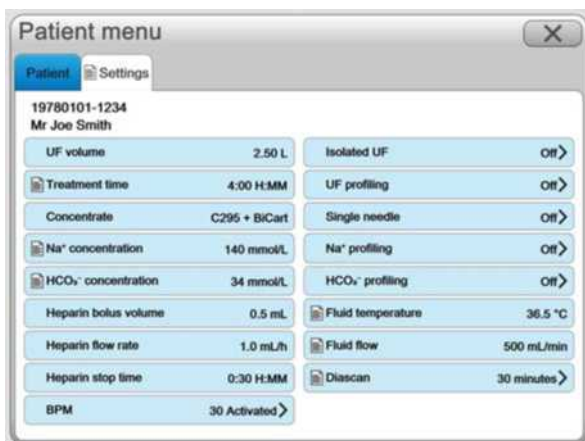 Patient menu
Patient
Settings
19780101-1234
Mr Joe Smith
UF volume 2.50 L
Treatment time 4:00 H:MM
Concentrate C295 + BiCart
Na⁺ concentration 140 mmol/L
HCO₃⁻ concentration 34 mmol/L
Heparin bolus volume 0.5 mL
Heparin flow rate 1.0 mL/h
Heparin stop time 0:30 H:MM
BPM 30 Activated
Isolated UF Off
UF profiling Off
Single needle Off
Na⁺ profiling Off
HCO₃⁻ profiling Off
Fluid temperature 36.5 °C
Fluid flow 500 mL/min
Diascan 30 minutes